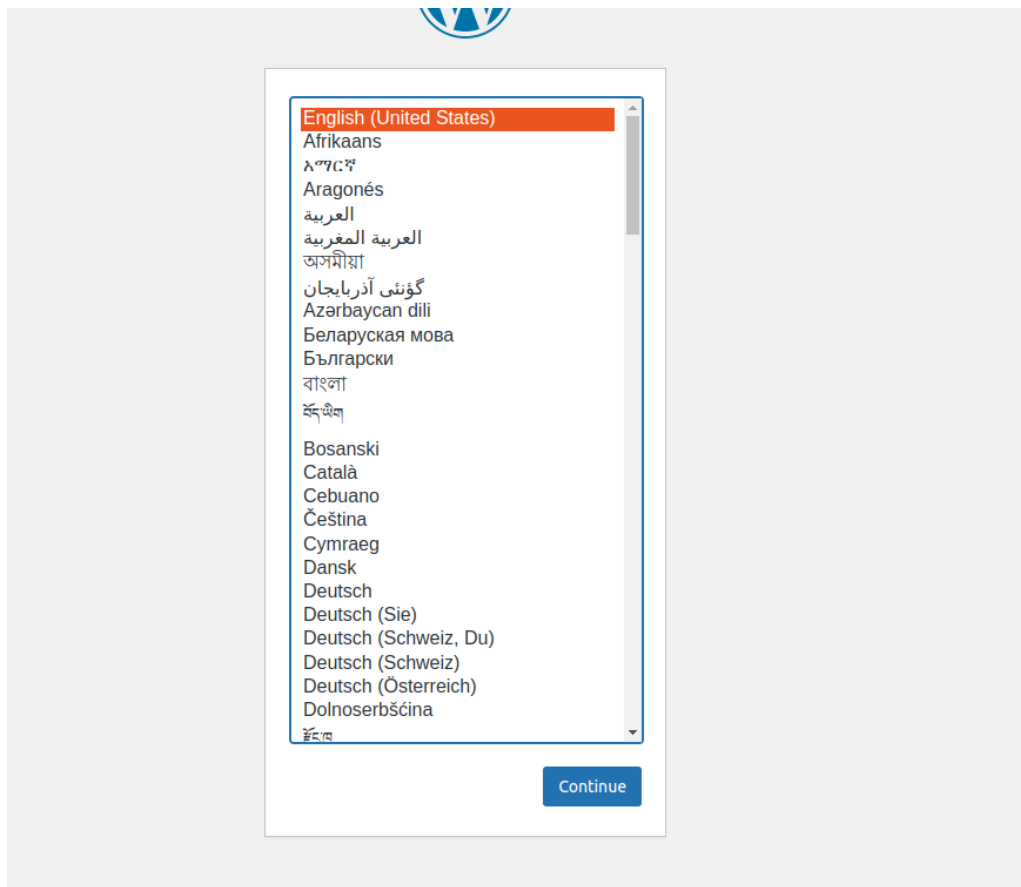 English (United States)
Afrikaans
አማርኛ
Aragonés
العربية
العربية المغربية
অসমীয়া
گؤنئی آذربایجان
Azərbaycan dili
Беларуская мова
Български
বাংলা
བོད་ཡིག
Bosanski
Català
Cebuano
Čeština
Cymraeg
Dansk
Deutsch
Deutsch (Sie)
Deutsch (Schweiz, Du)
Deutsch (Schweiz)
Deutsch (Österreich)
Dolnoserbšćina
རྫོང་ཁ
Continue